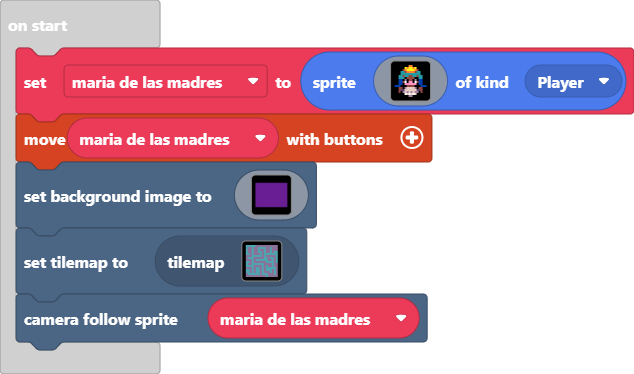 on start
set maria de las madres to sprite of kind Player
move maria de las madres with buttons
set background image to
set tilemap to tilemap
camera follow sprite maria de las madres